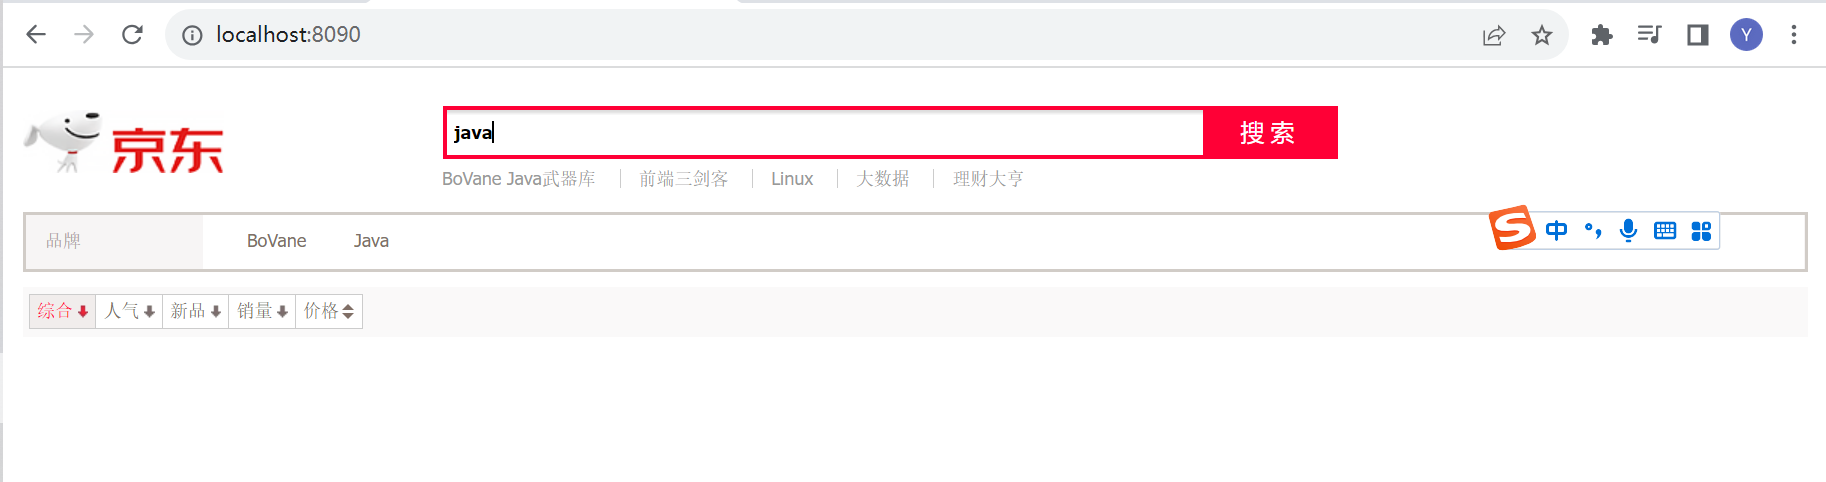 localhost:8090
Y
京东
java
搜索
BoVane Java武器库 前端三剑客 Linux 大数据 理财大亨
品牌 BoVane Java
S 中
综合 人气 新品 销量 价格